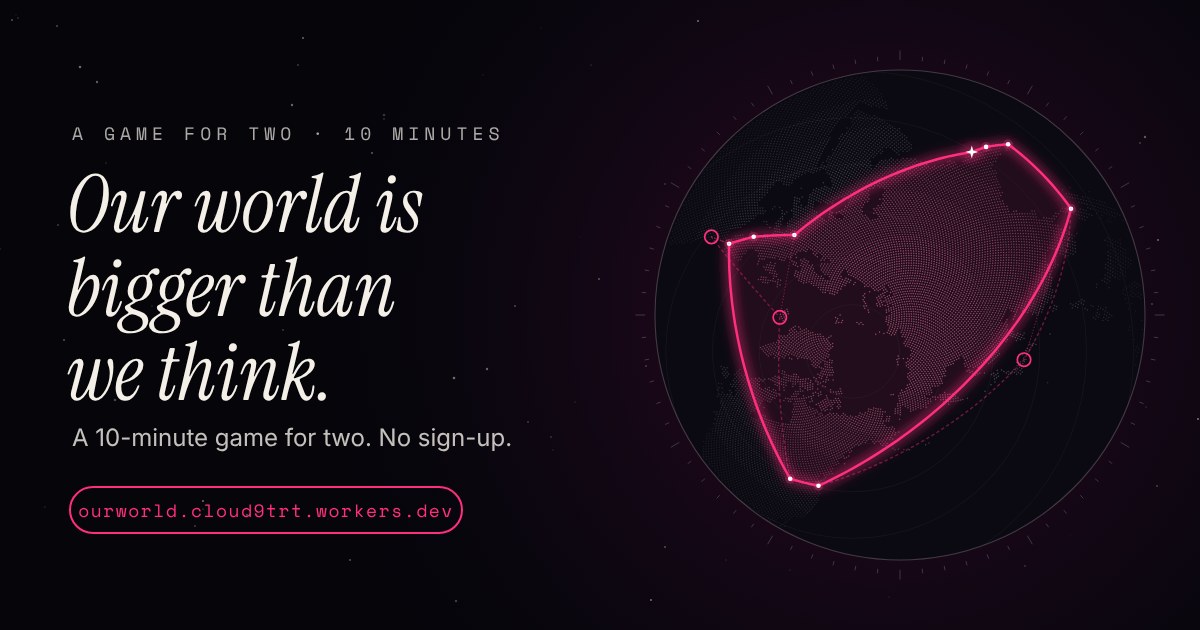 A GAME FOR TWO · 10 MINUTES
Our world is
bigger than
we think.
A 10-minute game for two. No sign-up.
ourworld.cloud9trt.workers.dev